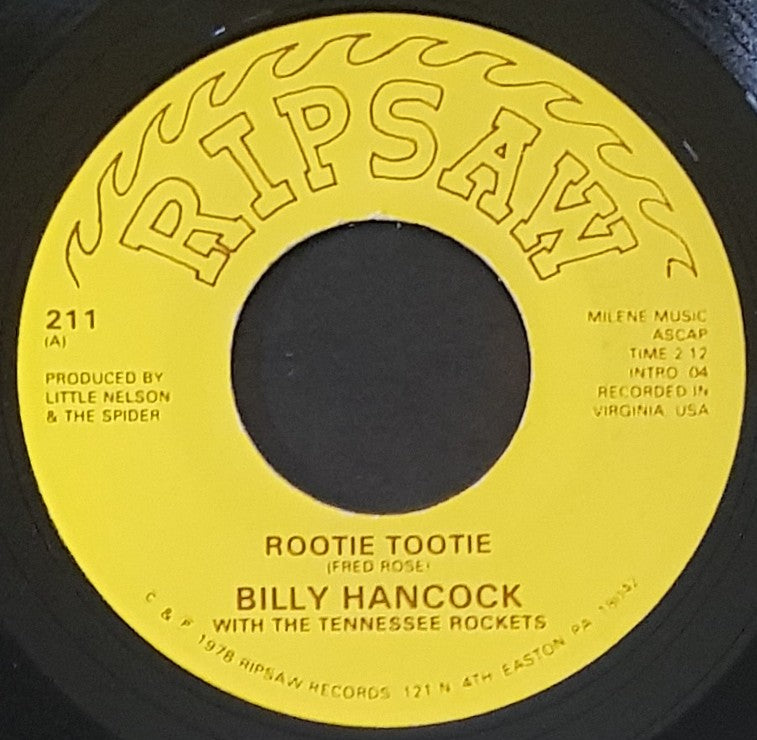 RIPSAW
211
(A)
PRODUCED BY
LITTLE NELSON
& THE SPIDER
MILENE MUSIC
ASCAP
TIME 2:12
INTRO :04
RECORDED IN
VIRGINIA, USA
ROOTIE TOOTIE
(FRED ROSE)
BILLY HANCOCK
WITH THE TENNESSEE ROCKETS
C & P 1978 RIPSAW RECORDS 121 N 4TH EASTON PA